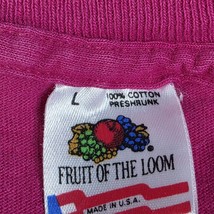 L
100% COTTON
PRESHRUNK
FRUIT OF THE LOOM
MADE IN U.S.A.